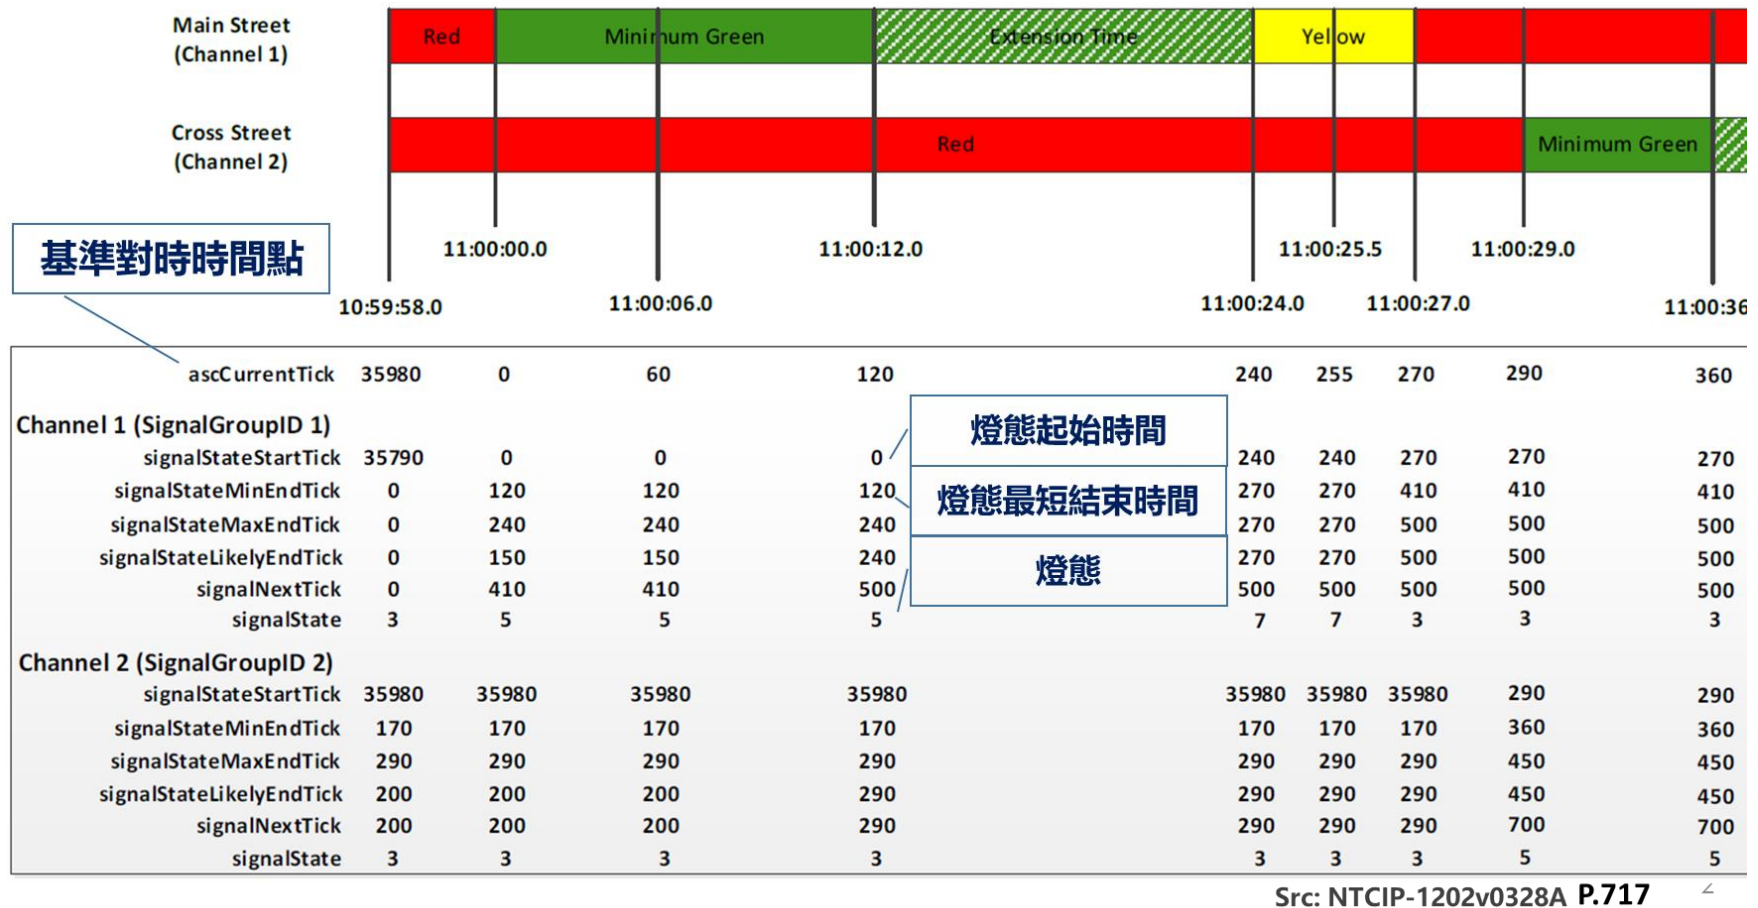 Main Street
(Channel 1)
Red
Minimum Green
Extension Time
Yellow
Cross Street
(Channel 2)
Red
Minimum Green
基準對時時間點
11:00:00.0
11:00:12.0
11:00:25.5
11:00:29.0
10:59:58.0
11:00:06.0
11:00:24.0
11:00:27.0
11:00:36
ascCurrentTick 35980 0 60 120 240 255 270 290 360
燈態起始時間
燈態最短結束時間
燈態
Channel 1 (SignalGroupID 1)
signalStateStartTick 35790 0 0 0 240 240 270 270 270
signalStateMinEndTick 0 120 120 120 270 270 410 410 410
signalStateMaxEndTick 0 240 240 240 270 270 500 500 500
signalStateLikelyEndTick 0 150 150 240 270 270 500 500 500
signalNextTick 0 410 410 500 500 500 500 500 500
signalState 3 5 5 5 7 7 3 3 3
Channel 2 (SignalGroupID 2)
signalStateStartTick 35980 35980 35980 35980 35980 35980 35980 290 290
signalStateMinEndTick 170 170 170 170 170 170 170 360 360
signalStateMaxEndTick 290 290 290 290 290 290 290 450 450
signalStateLikelyEndTick 200 200 200 290 290 290 290 450 450
signalNextTick 200 200 200 290 290 290 290 700 700
signalState 3 3 3 3 3 3 3 5 5
Src: NTCIP-1202v0328A P.717